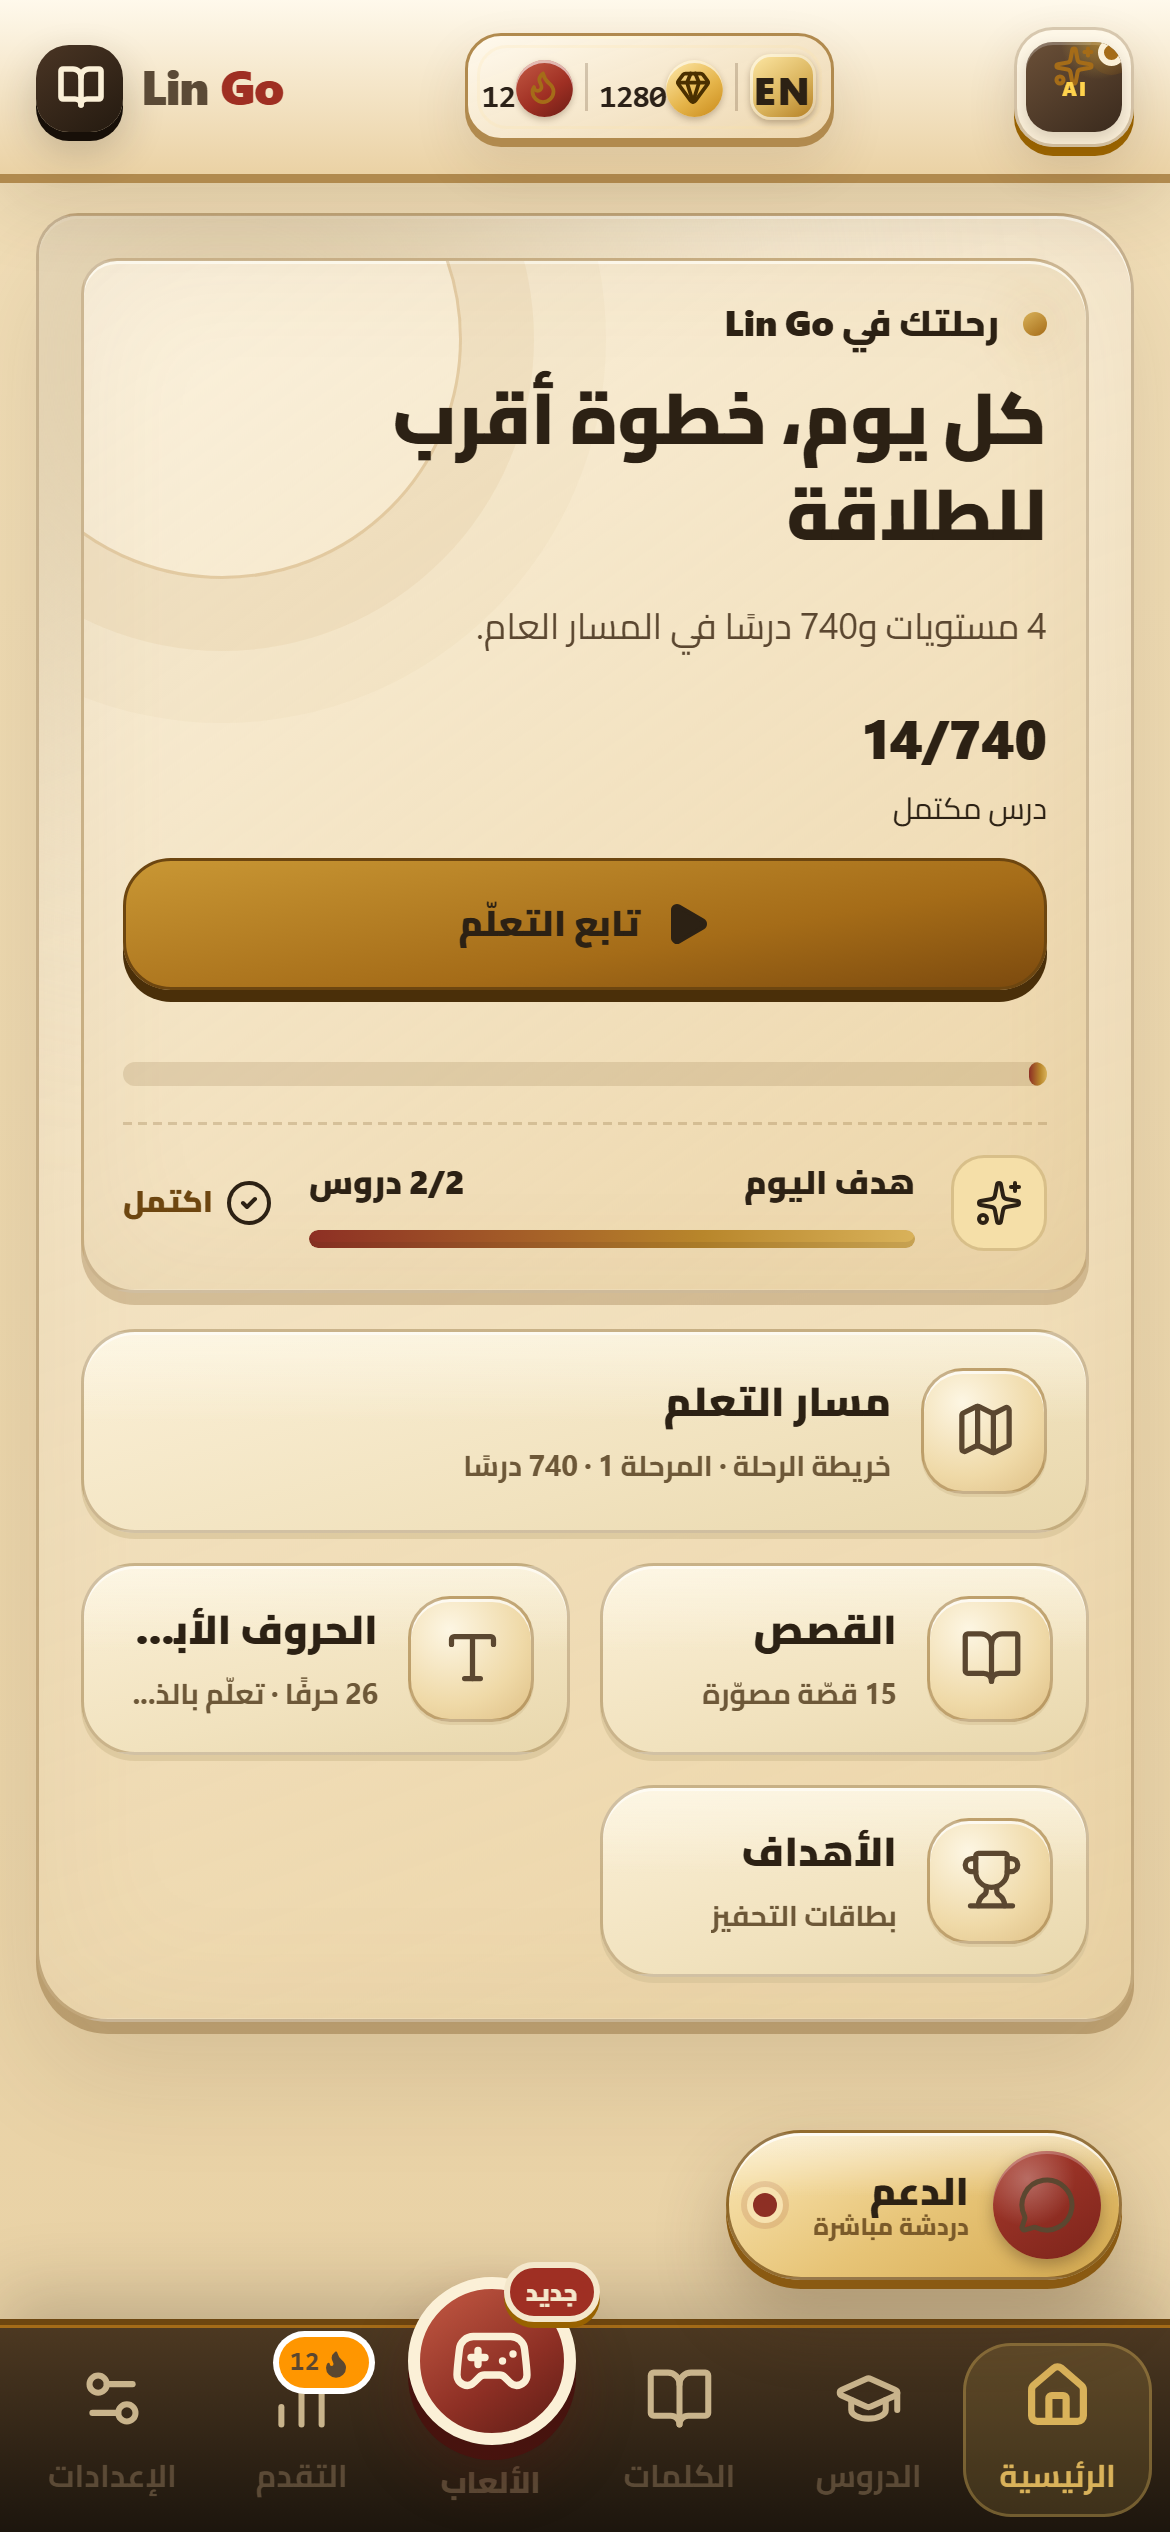 Lin Go
12
1280
EN
AI
رحلتك في Lin Go
كل يوم، خطوة أقرب
للطلاقة
4 مستويات و740 درسًا في المسار العام.
14/740
درس مكتمل
تابع التعلّم
هدف اليوم
2/2 دروس
اكتمل
مسار التعلم
خريطة الرحلة · المرحلة 1 · 740 درسًا
القصص
15 قصّة مصوّرة
الحروف الأبـ...
26 حرفًا · تعلّم بالذ...
الأهداف
بطاقات التحفيز
الدعم
دردشة مباشرة
جديد
12
الرئيسية
الدروس
الكلمات
الألعاب
التقدم
الإعدادات